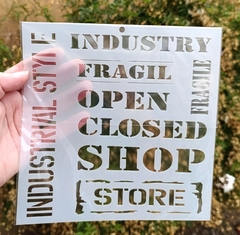 INDUSTRIAL STYLE
INDUSTRY
FRAGIL
FRAGILE
OPEN
CLOSED
SHOP
STORE